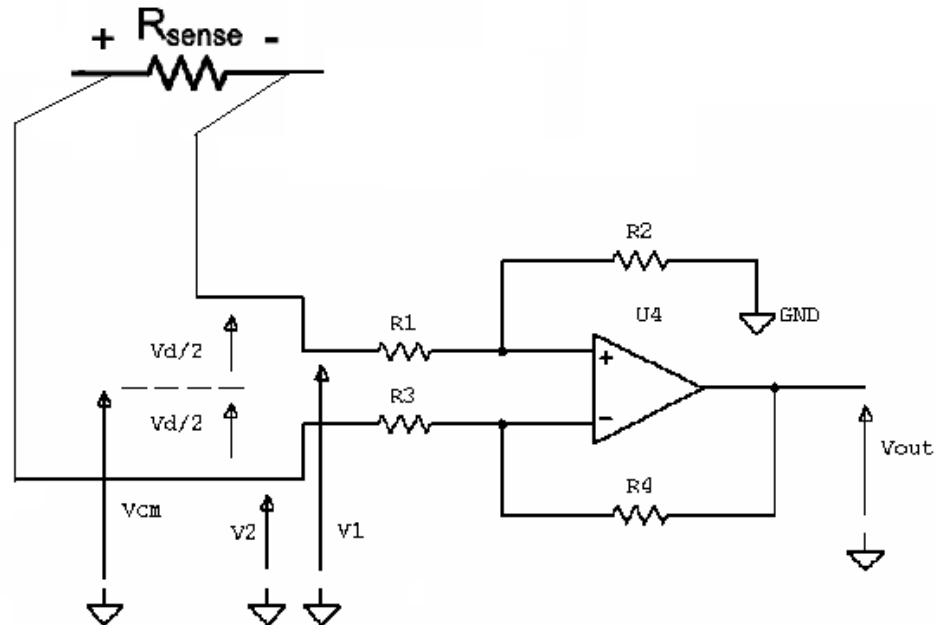 + Rsense -
R2
U4
GND
R1
Vd/2
+
R3
Vd/2
-
Vout
R4
Vcm
V2
V1